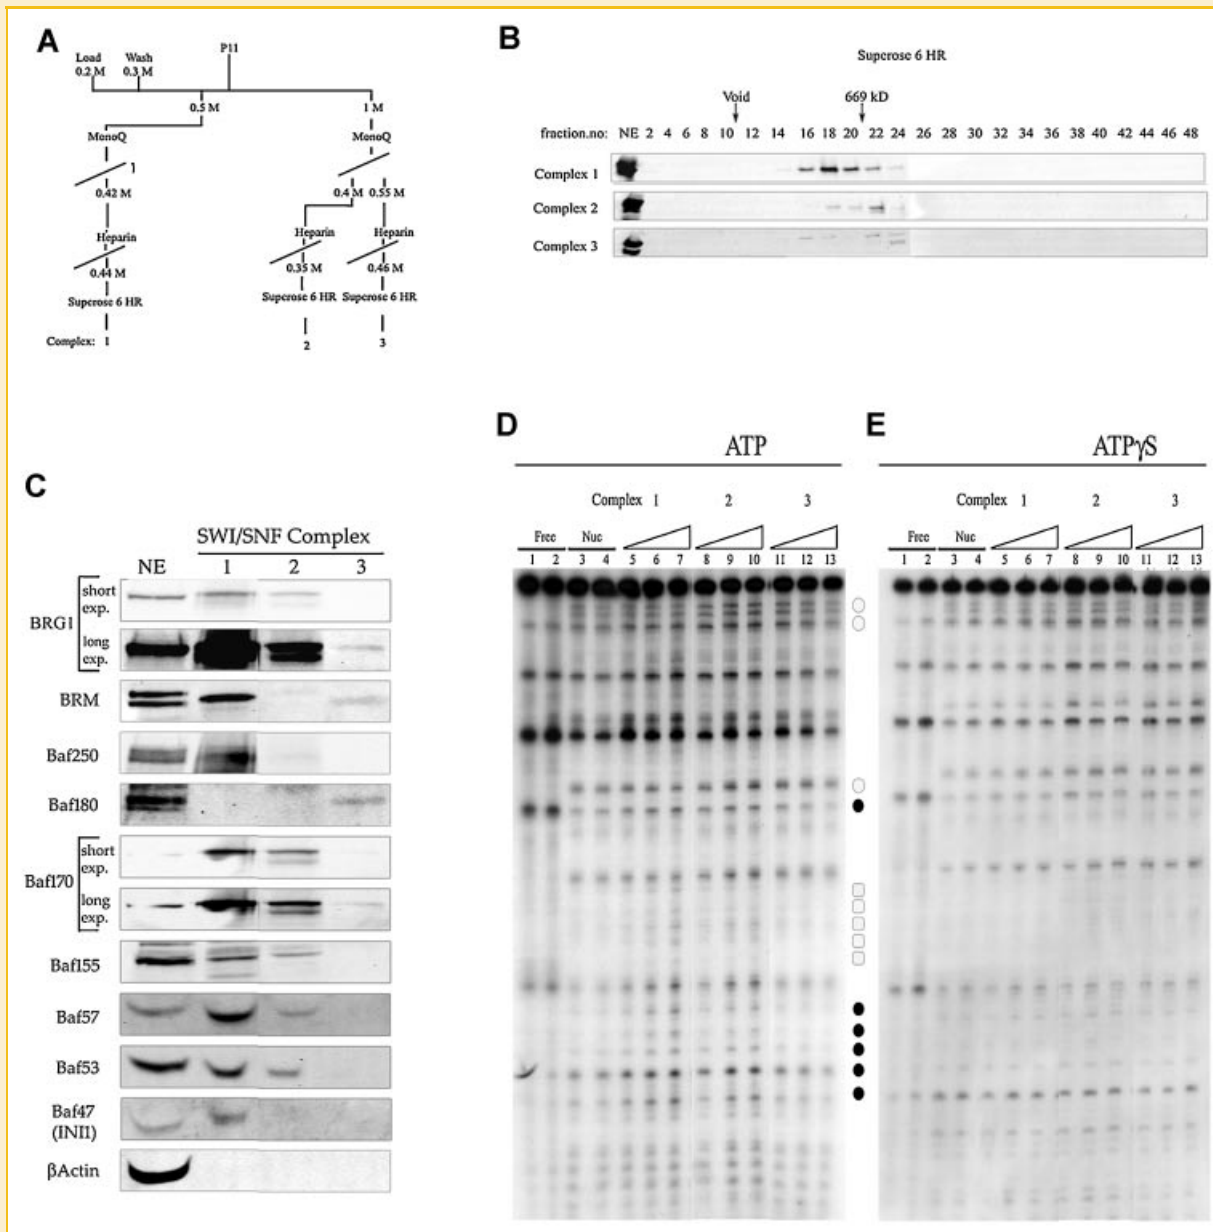 A
P11
Load Wash
0.2 M 0.3 M
0.5 M 1 M
MonoQ MonoQ
1
0.42 M 0.4 M 0.55 M
Heparin Heparin Heparin
0.44 M 0.35 M 0.46 M
Superose 6 HR Superose 6 HR Superose 6 HR
Complex: 1 2 3
B
Superose 6 HR
Void 669 kD
fraction.no: NE 2 4 6 8 10 12 14 16 18 20 22 24 26 28 30 32 34 36 38 40 42 44 46 48
Complex 1
Complex 2
Complex 3
C
SWI/SNF Complex
NE 1 2 3
BRG1
short exp.
long exp.
BRM
Baf250
Baf180
Baf170
short exp.
long exp.
Baf155
Baf57
Baf53
Baf47
(INI1)
βActin
D
ATP
Complex 1 2 3
Free Nuc
1 2 3 4 5 6 7 8 9 10 11 12 13
E
ATPγS
Complex 1 2 3
Free Nuc
1 2 3 4 5 6 7 8 9 10 11 12 13